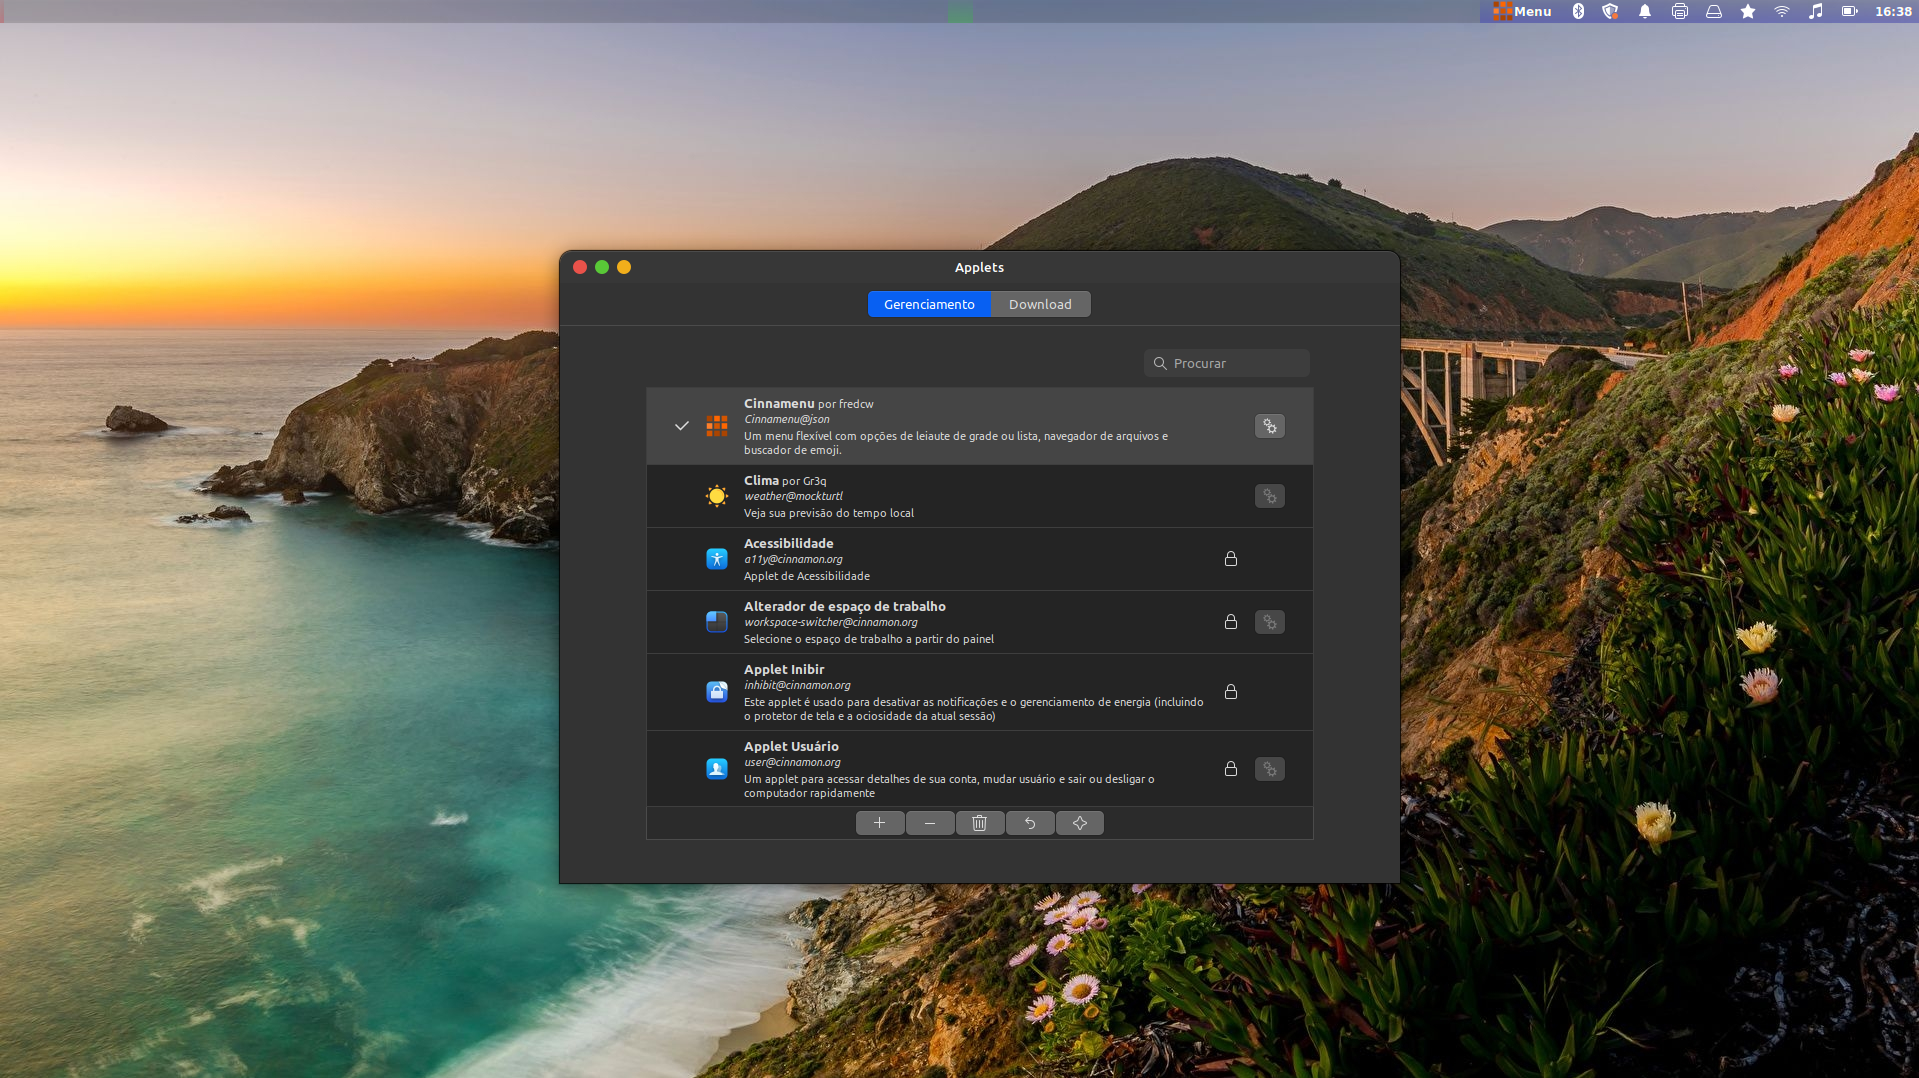 Menu
16:38
Applets
Gerenciamento
Download
Procurar
Cinnamenu por fredcw
Cinnamenu@json
Um menu flexível com opções de leiaute de grade ou lista, navegador de arquivos e
buscador de emoji.
Clima por Gr3q
weather@mockturtl
Veja sua previsão do tempo local
Acessibilidade
a11y@cinnamon.org
Applet de Acessibilidade
Alterador de espaço de trabalho
workspace-switcher@cinnamon.org
Selecione o espaço de trabalho a partir do painel
Applet Inibir
inhibit@cinnamon.org
Este applet é usado para desativar as notificações e o gerenciamento de energia (incluindo
o protetor de tela e a ociosidade da atual sessão)
Applet Usuário
user@cinnamon.org
Um applet para acessar detalhes de sua conta, mudar usuário e sair ou desligar o
computador rapidamente